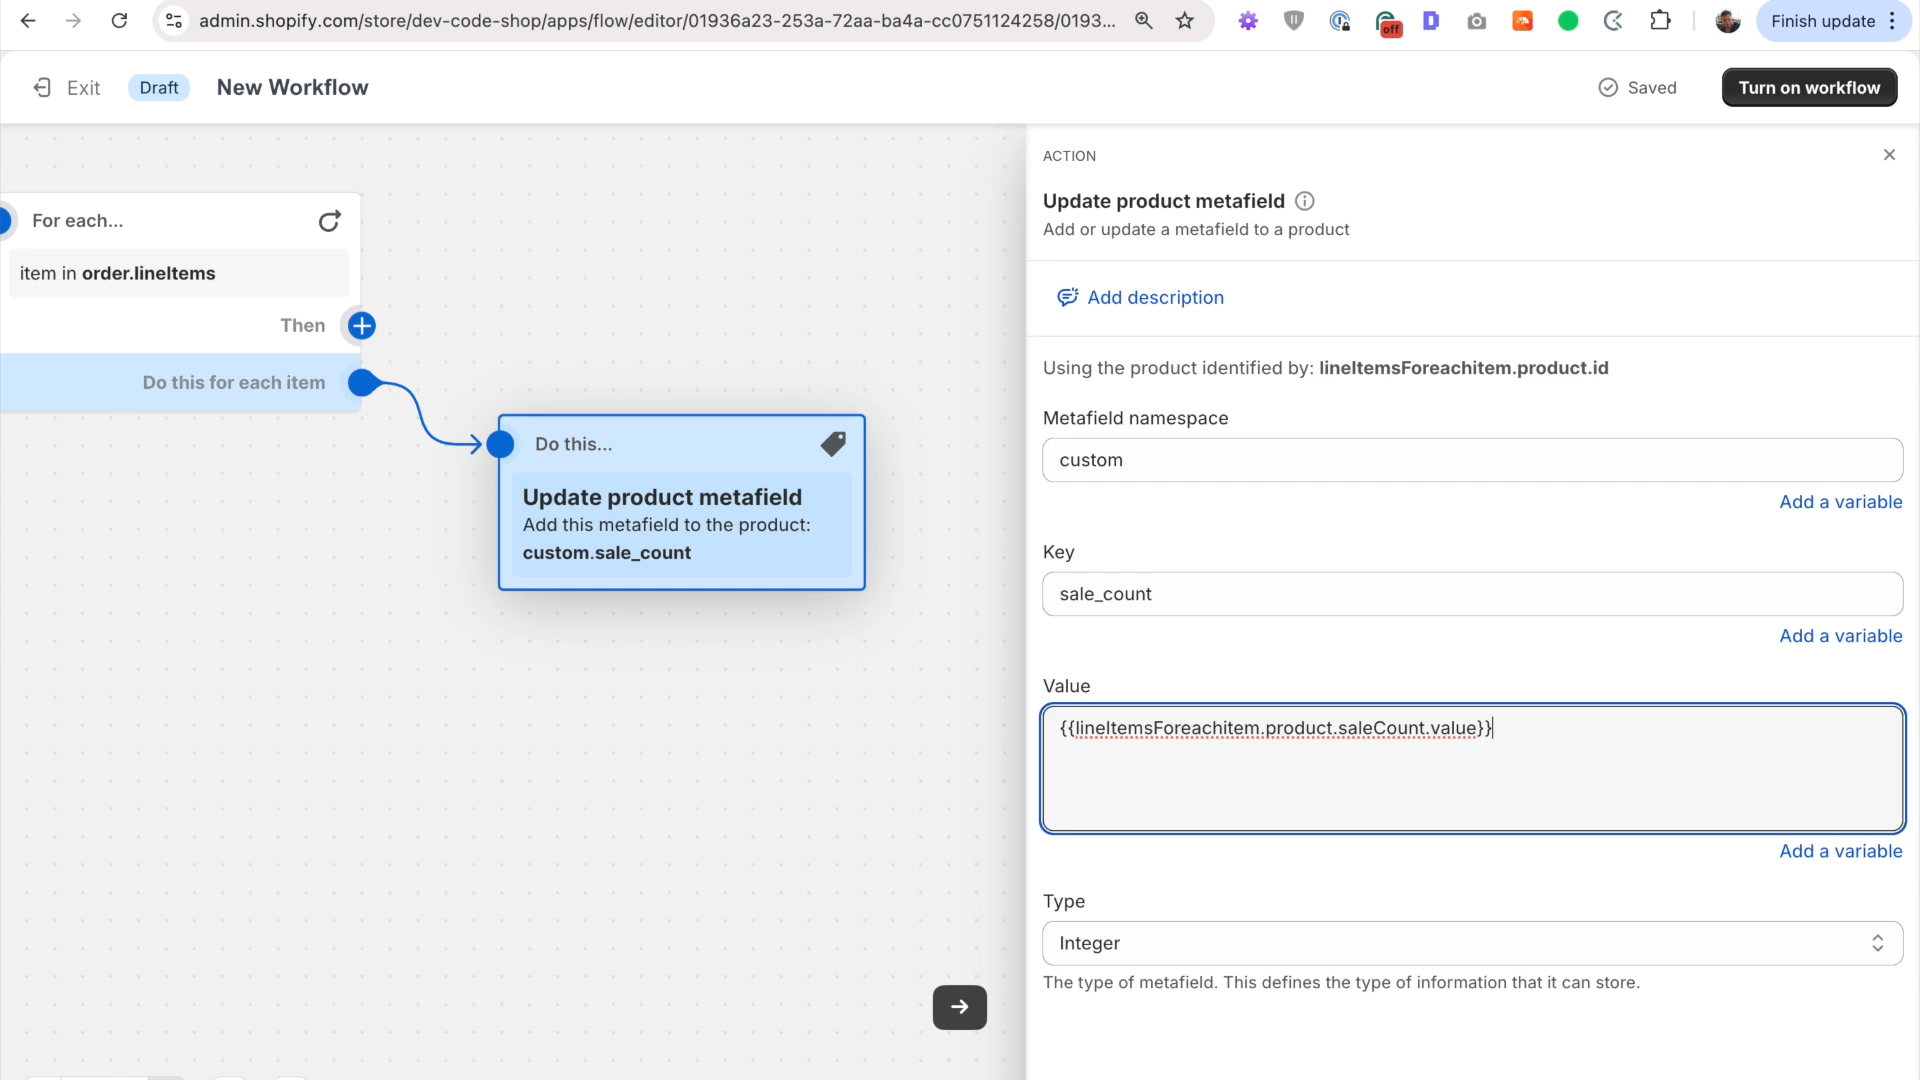 admin.shopify.com/store/dev-code-shop/apps/flow/editor/01936a23-253a-72aa-ba4a-cc0751124258/0193...
off
Finish update
Exit
Draft
New Workflow
Saved
Turn on workflow
For each...
item in order.lineItems
Then
Do this for each item
Do this...
Update product metafield
Add this metafield to the product:
custom.sale_count
ACTION
Update product metafield
Add or update a metafield to a product
Add description
Using the product identified by: lineItemsForeachitem.product.id
Metafield namespace
custom
Add a variable
Key
sale_count
Add a variable
Value
{{lineItemsForeachitem.product.saleCount.value}}
Add a variable
Type
Integer
The type of metafield. This defines the type of information that it can store.